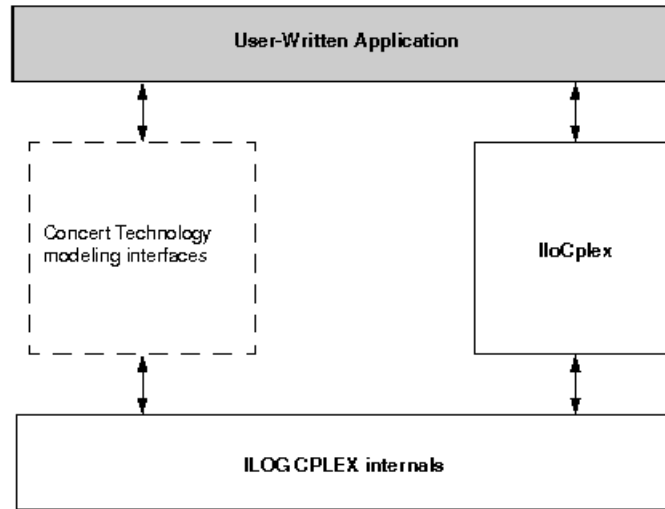 User-Written Application
Concert Technology
modeling interfaces
IloCplex
ILOG CPLEX internals